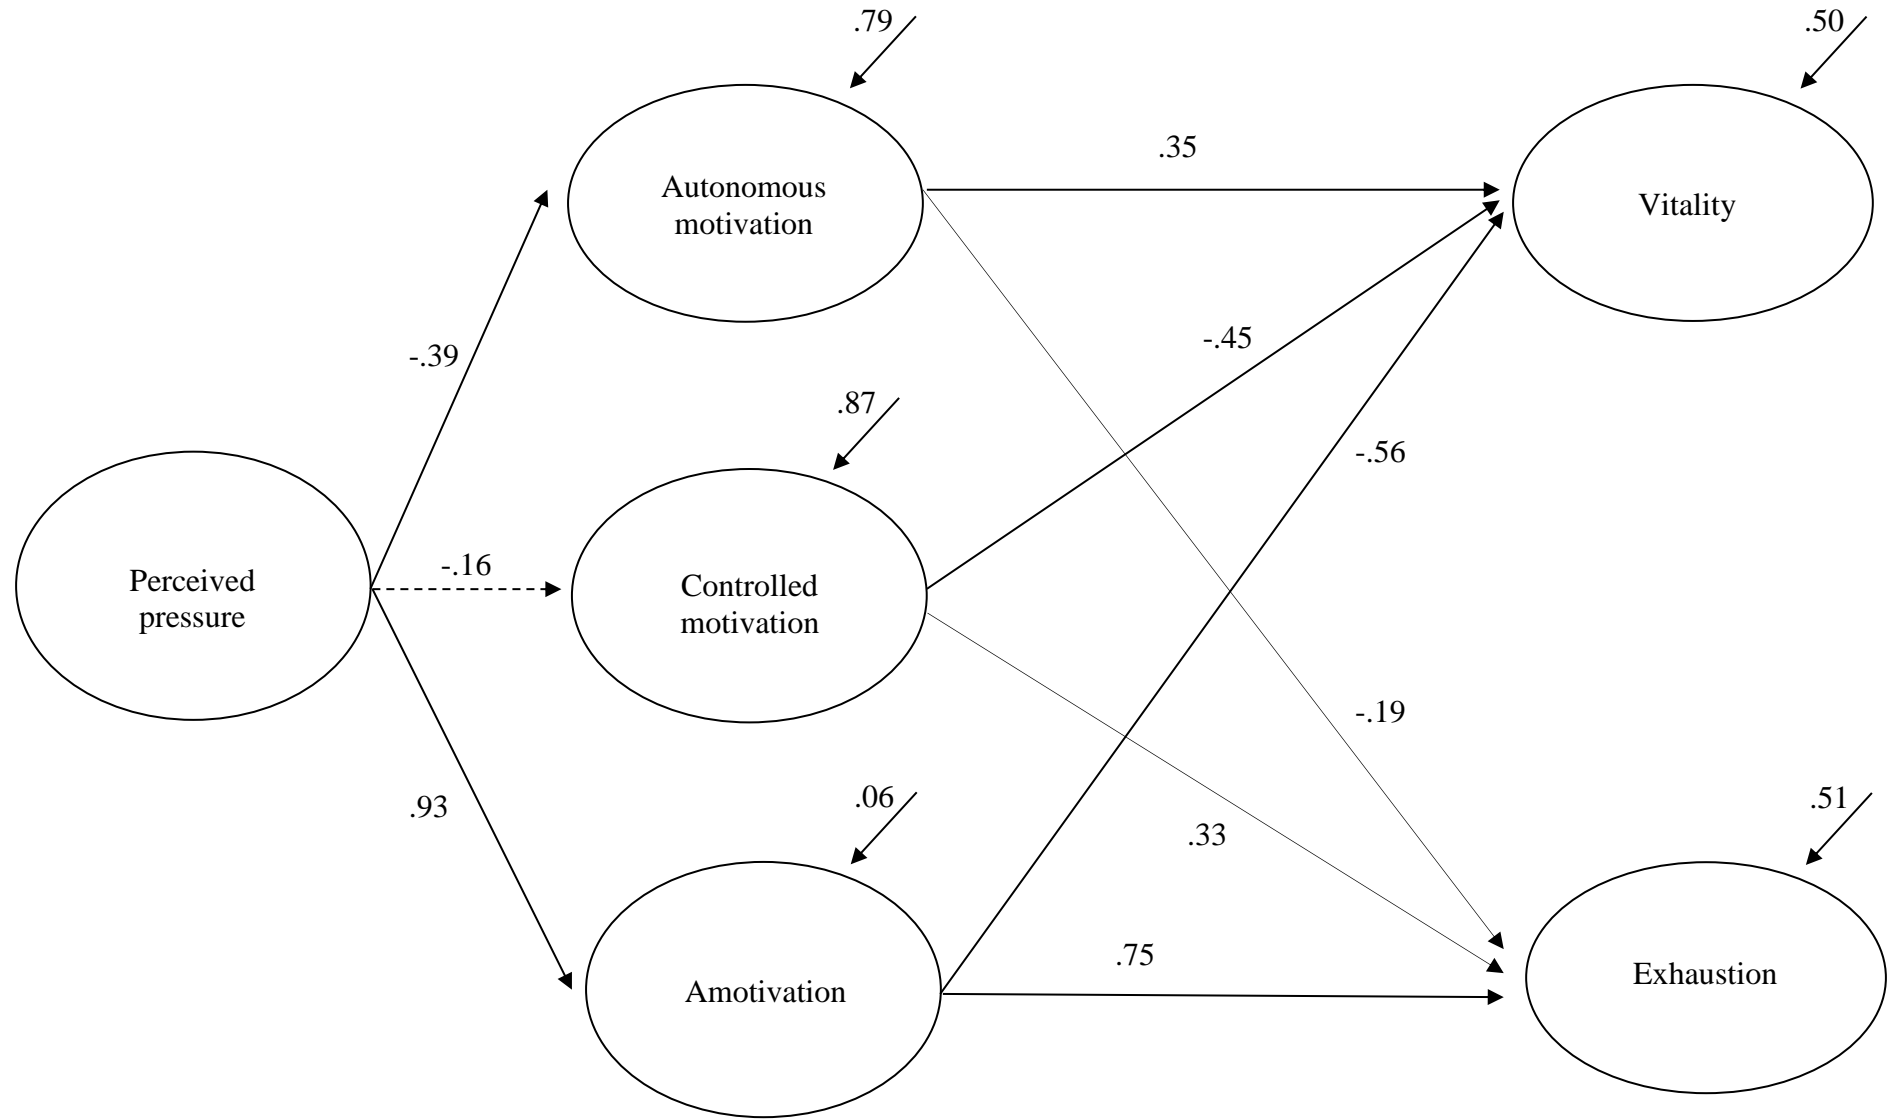 .79
.50
.35
Autonomous
motivation
Vitality
-.45
-.39
.87
-.56
-.16
Perceived
pressure
Controlled
motivation
-.19
.93
.06
.51
.33
.75
Amotivation
Exhaustion